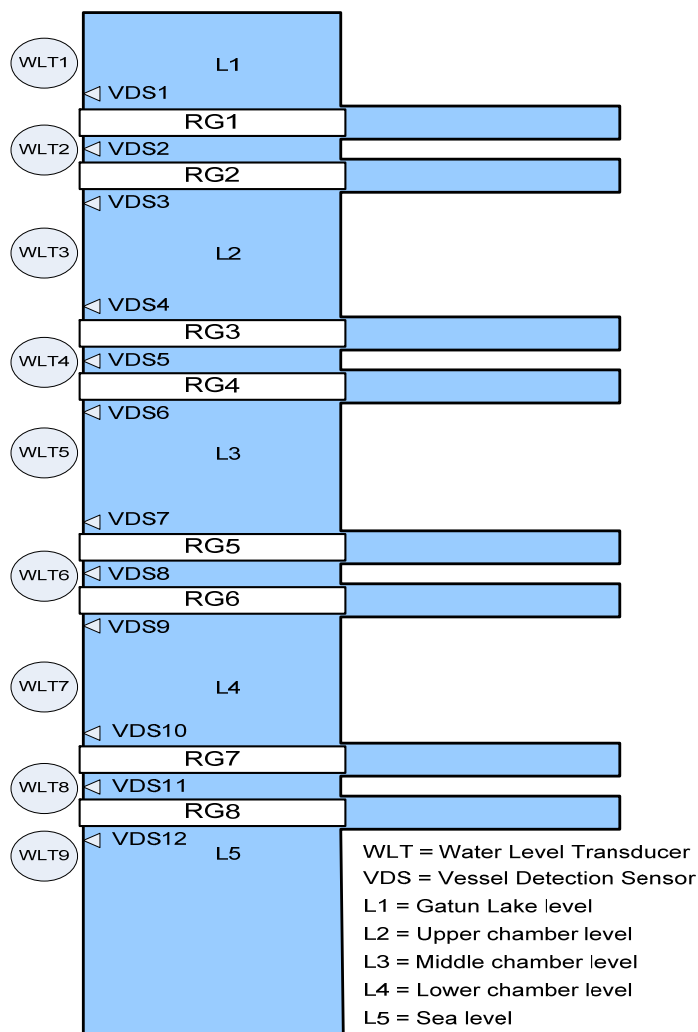 WLT1
L1
VDS1
RG1
WLT2
VDS2
RG2
VDS3
WLT3
L2
VDS4
RG3
WLT4
VDS5
RG4
VDS6
WLT5
L3
VDS7
RG5
WLT6
VDS8
RG6
VDS9
WLT7
L4
VDS10
RG7
WLT8
VDS11
RG8
VDS12
WLT9
L5
WLT = Water Level Transducer
VDS = Vessel Detection Sensor
L1 = Gatun Lake level
L2 = Upper chamber level
L3 = Middle chamber level
L4 = Lower chamber level
L5 = Sea level